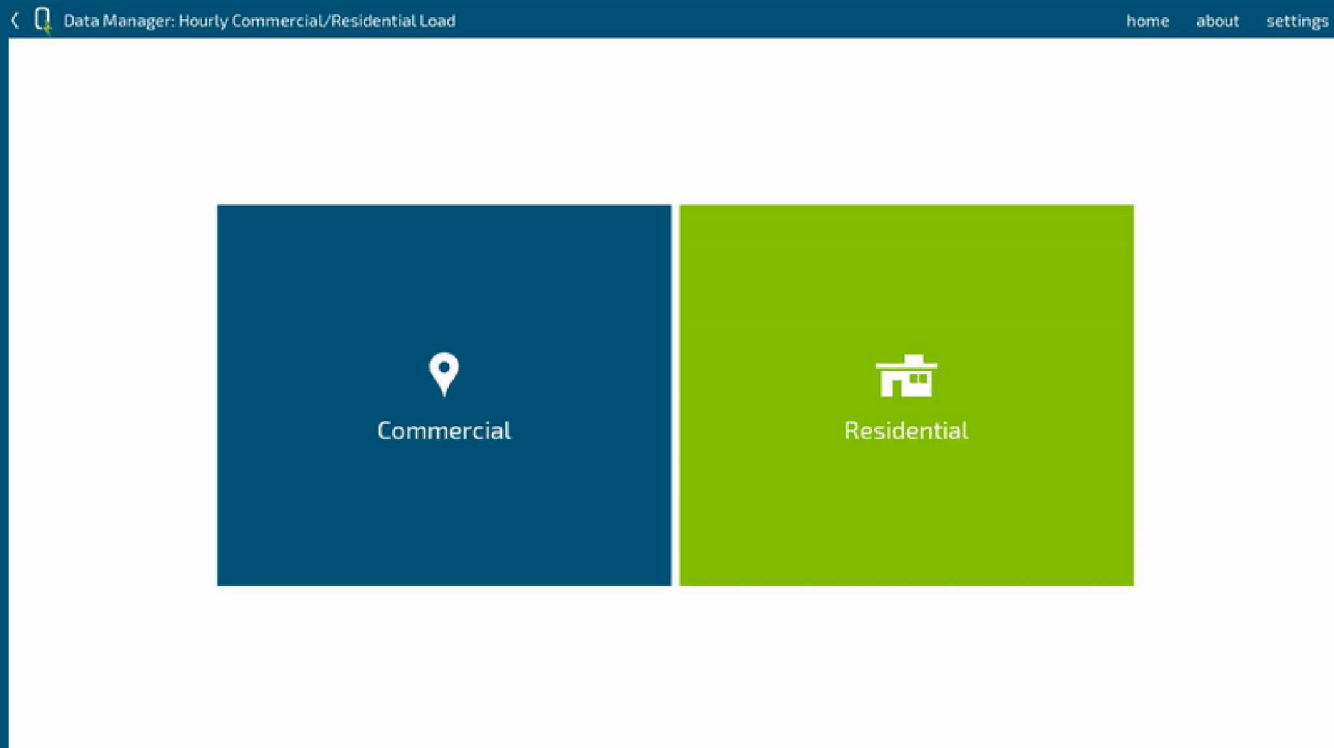 Data Manager: Hourly Commercial/Residential Load
home about settings
Commercial
Residential